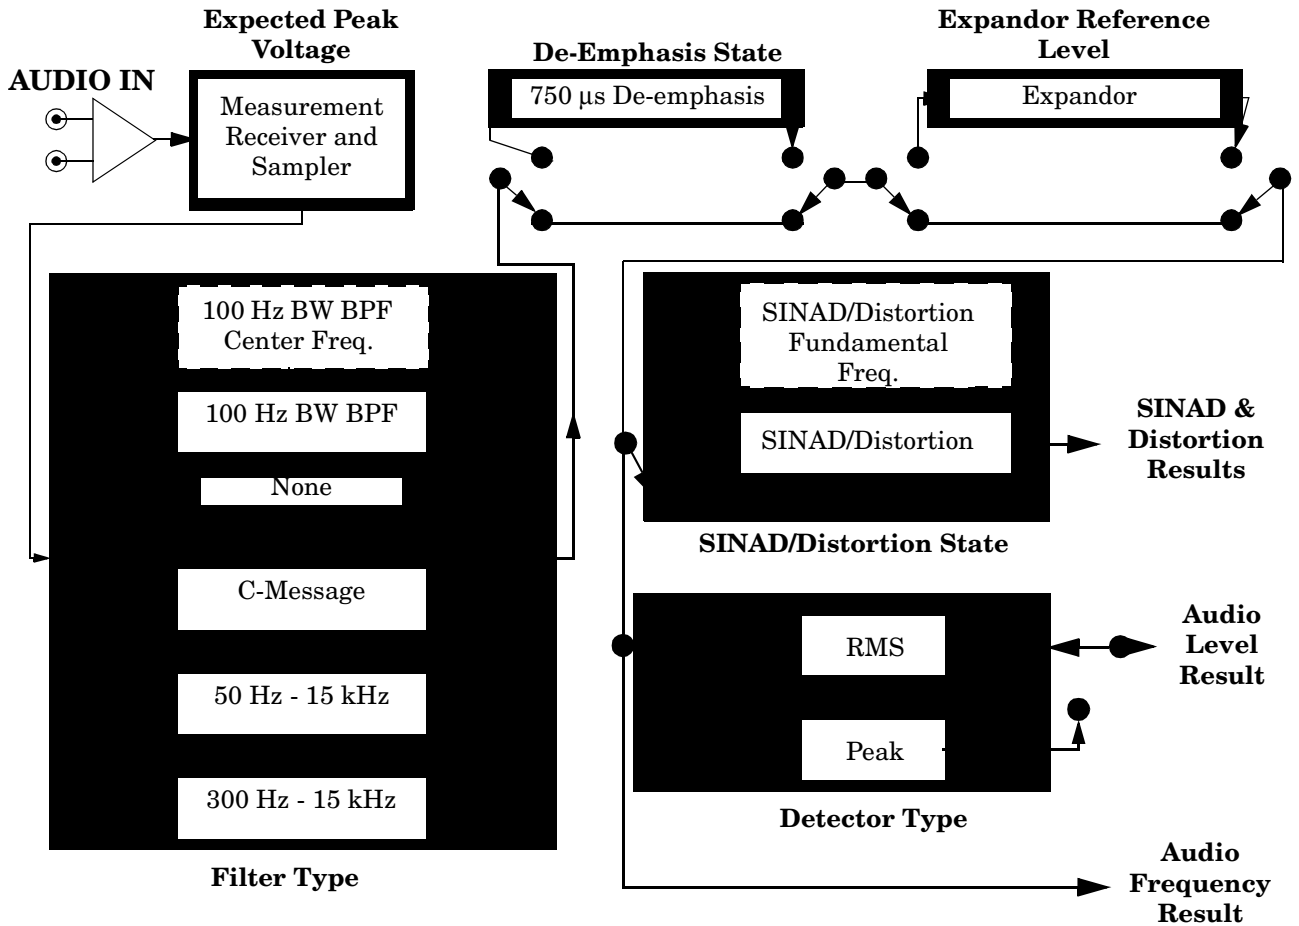 Expected Peak
Voltage
AUDIO IN
Measurement
Receiver and
Sampler
De-Emphasis State
750 µs De-emphasis
Expandor Reference
Level
Expandor
100 Hz BW BPF
Center Freq.
100 Hz BW BPF
None
C-Message
50 Hz - 15 kHz
300 Hz - 15 kHz
Filter Type
SINAD/Distortion
Fundamental
Freq.
SINAD/Distortion
SINAD/Distortion State
SINAD &
Distortion
Results
RMS
Peak
Detector Type
Audio
Level
Result
Audio
Frequency
Result